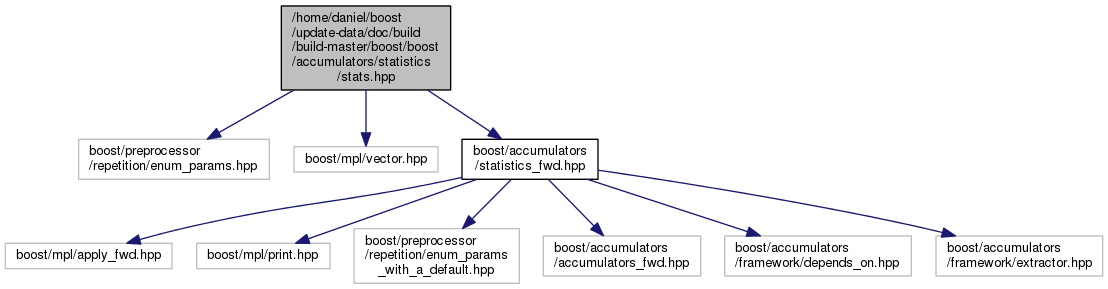 /home/daniel/boost
/update-data/doc/build
/build-master/boost/boost
/accumulators/statistics
/stats.hpp
boost/preprocessor
/repetition/enum_params.hpp
boost/mpl/vector.hpp
boost/accumulators
/statistics_fwd.hpp
boost/mpl/apply_fwd.hpp
boost/mpl/print.hpp
boost/preprocessor
/repetition/enum_params
_with_a_default.hpp
boost/accumulators
/accumulators_fwd.hpp
boost/accumulators
/framework/depends_on.hpp
boost/accumulators
/framework/extractor.hpp